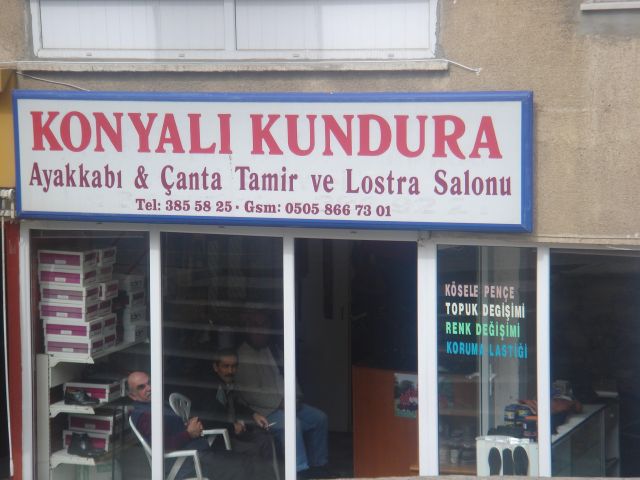 KONYALI KUNDURA
Ayakkabı & Çanta Tamir ve Lostra Salonu
Tel: 385 58 25 · Gsm: 0505 866 73 01
KÖSELE PENÇE
TOPUK DEGİŞİMİ
RENK DEĞİŞİMİ
KORUMA LASTİĞİ